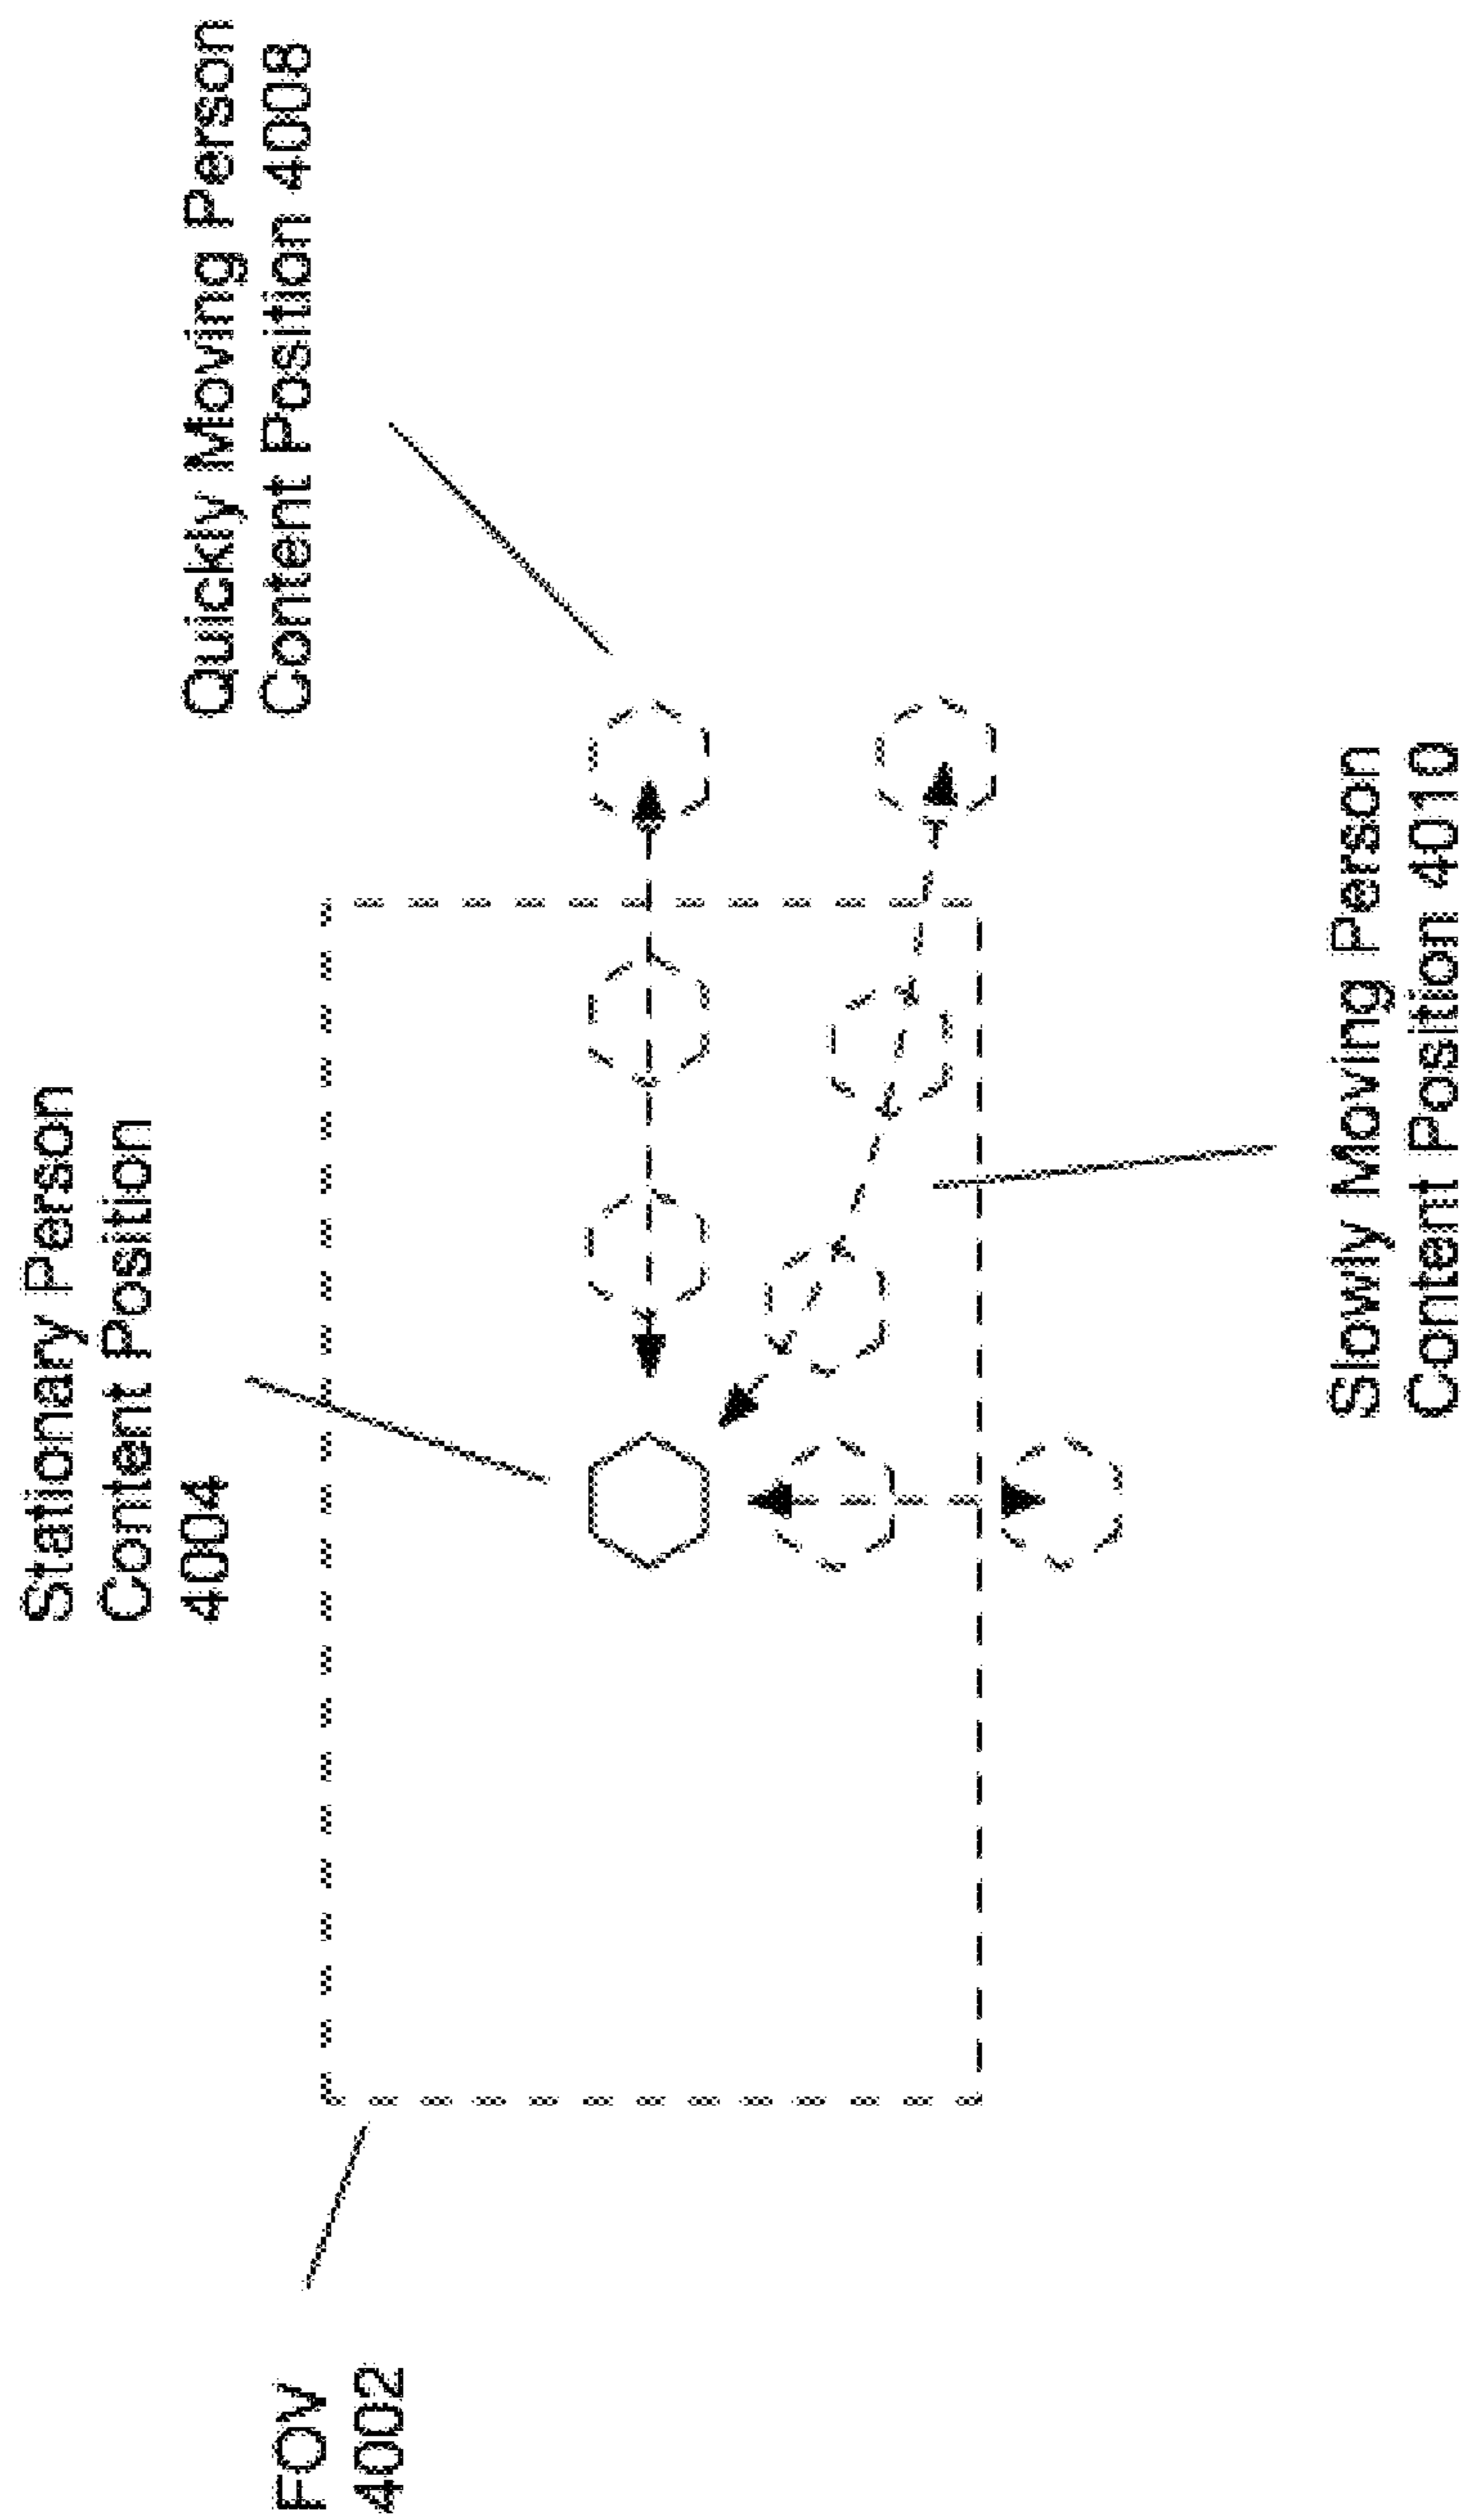 Stationary Person
Content Position
4004
Quickly Moving Person
Content Position 4008
FOV
4002
Slowly Moving Person
Content Position 4010